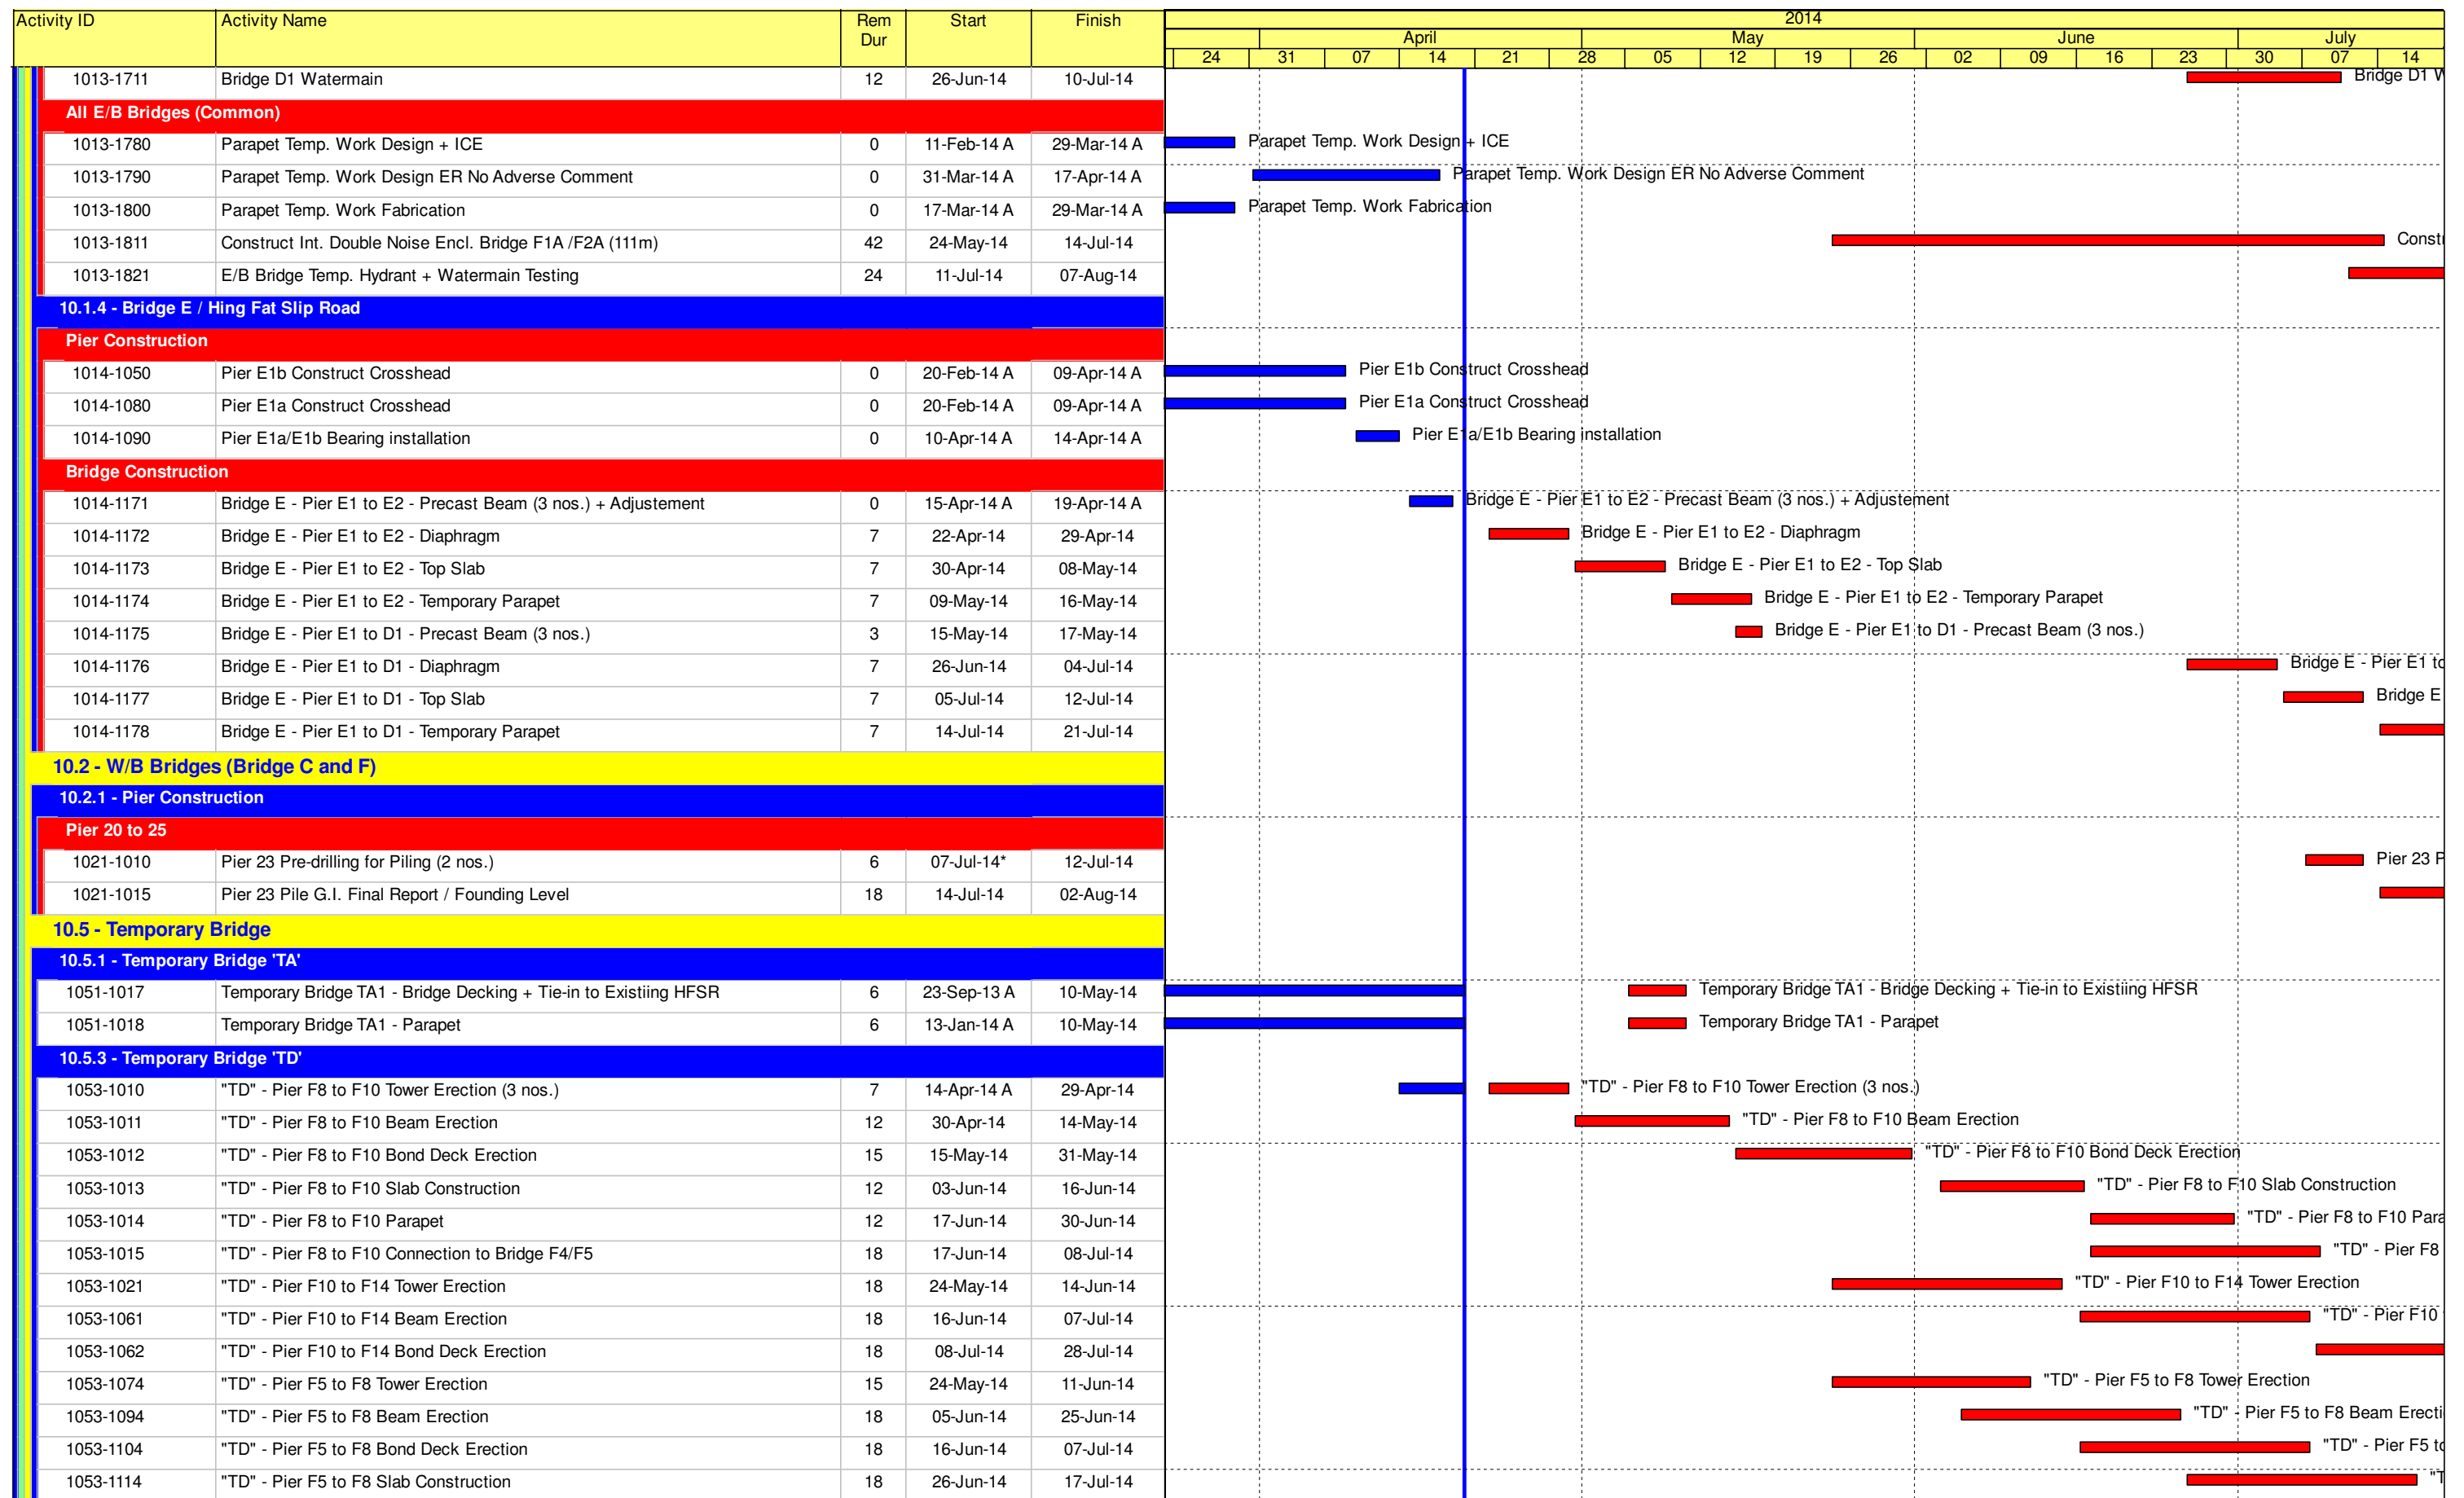 Activity ID Activity Name Rem Dur Start Finish 2014
April May June July
24 31 07 14 21 28 05 12 19 26 02 09 16 23 30 07 14
1013-1711 Bridge D1 Watermain 12 26-Jun-14 10-Jul-14 Bridge D1 W
All E/B Bridges (Common)
1013-1780 Parapet Temp. Work Design + ICE 0 11-Feb-14 A 29-Mar-14 A Parapet Temp. Work Design + ICE
1013-1790 Parapet Temp. Work Design ER No Adverse Comment 0 31-Mar-14 A 17-Apr-14 A Parapet Temp. Work Design ER No Adverse Comment
1013-1800 Parapet Temp. Work Fabrication 0 17-Mar-14 A 29-Mar-14 A Parapet Temp. Work Fabrication
1013-1811 Construct Int. Double Noise Encl. Bridge F1A /F2A (111m) 42 24-May-14 14-Jul-14 Constr
1013-1821 E/B Bridge Temp. Hydrant + Watermain Testing 24 11-Jul-14 07-Aug-14
10.1.4 - Bridge E / Hing Fat Slip Road
Pier Construction
1014-1050 Pier E1b Construct Crosshead 0 20-Feb-14 A 09-Apr-14 A Pier E1b Construct Crosshead
1014-1080 Pier E1a Construct Crosshead 0 20-Feb-14 A 09-Apr-14 A Pier E1a Construct Crosshead
1014-1090 Pier E1a/E1b Bearing installation 0 10-Apr-14 A 14-Apr-14 A Pier E1a/E1b Bearing installation
Bridge Construction
1014-1171 Bridge E - Pier E1 to E2 - Precast Beam (3 nos.) + Adjustement 0 15-Apr-14 A 19-Apr-14 A Bridge E - Pier E1 to E2 - Precast Beam (3 nos.) + Adjustement
1014-1172 Bridge E - Pier E1 to E2 - Diaphragm 7 22-Apr-14 29-Apr-14 Bridge E - Pier E1 to E2 - Diaphragm
1014-1173 Bridge E - Pier E1 to E2 - Top Slab 7 30-Apr-14 08-May-14 Bridge E - Pier E1 to E2 - Top Slab
1014-1174 Bridge E - Pier E1 to E2 - Temporary Parapet 7 09-May-14 16-May-14 Bridge E - Pier E1 to E2 - Temporary Parapet
1014-1175 Bridge E - Pier E1 to D1 - Precast Beam (3 nos.) 3 15-May-14 17-May-14 Bridge E - Pier E1 to D1 - Precast Beam (3 nos.)
1014-1176 Bridge E - Pier E1 to D1 - Diaphragm 7 26-Jun-14 04-Jul-14 Bridge E - Pier E1 to
1014-1177 Bridge E - Pier E1 to D1 - Top Slab 7 05-Jul-14 12-Jul-14 Bridge E
1014-1178 Bridge E - Pier E1 to D1 - Temporary Parapet 7 14-Jul-14 21-Jul-14
10.2 - W/B Bridges (Bridge C and F)
10.2.1 - Pier Construction
Pier 20 to 25
1021-1010 Pier 23 Pre-drilling for Piling (2 nos.) 6 07-Jul-14* 12-Jul-14 Pier 23 P
1021-1015 Pier 23 Pile G.I. Final Report / Founding Level 18 14-Jul-14 02-Aug-14
10.5 - Temporary Bridge
10.5.1 - Temporary Bridge 'TA'
1051-1017 Temporary Bridge TA1 - Bridge Decking + Tie-in to Existiing HFSR 6 23-Sep-13 A 10-May-14 Temporary Bridge TA1 - Bridge Decking + Tie-in to Existiing HFSR
1051-1018 Temporary Bridge TA1 - Parapet 6 13-Jan-14 A 10-May-14 Temporary Bridge TA1 - Parapet
10.5.3 - Temporary Bridge 'TD'
1053-1010 "TD" - Pier F8 to F10 Tower Erection (3 nos.) 7 14-Apr-14 A 29-Apr-14 "TD" - Pier F8 to F10 Tower Erection (3 nos.)
1053-1011 "TD" - Pier F8 to F10 Beam Erection 12 30-Apr-14 14-May-14 "TD" - Pier F8 to F10 Beam Erection
1053-1012 "TD" - Pier F8 to F10 Bond Deck Erection 15 15-May-14 31-May-14 "TD" - Pier F8 to F10 Bond Deck Erection
1053-1013 "TD" - Pier F8 to F10 Slab Construction 12 03-Jun-14 16-Jun-14 "TD" - Pier F8 to F10 Slab Construction
1053-1014 "TD" - Pier F8 to F10 Parapet 12 17-Jun-14 30-Jun-14 "TD" - Pier F8 to F10 Para
1053-1015 "TD" - Pier F8 to F10 Connection to Bridge F4/F5 18 17-Jun-14 08-Jul-14 "TD" - Pier F8
1053-1021 "TD" - Pier F10 to F14 Tower Erection 18 24-May-14 14-Jun-14 "TD" - Pier F10 to F14 Tower Erection
1053-1061 "TD" - Pier F10 to F14 Beam Erection 18 16-Jun-14 07-Jul-14 "TD" - Pier F10
1053-1062 "TD" - Pier F10 to F14 Bond Deck Erection 18 08-Jul-14 28-Jul-14
1053-1074 "TD" - Pier F5 to F8 Tower Erection 15 24-May-14 11-Jun-14 "TD" - Pier F5 to F8 Tower Erection
1053-1094 "TD" - Pier F5 to F8 Beam Erection 18 05-Jun-14 25-Jun-14 "TD" - Pier F5 to F8 Beam Erecti
1053-1104 "TD" - Pier F5 to F8 Bond Deck Erection 18 16-Jun-14 07-Jul-14 "TD" - Pier F5 to
1053-1114 "TD" - Pier F5 to F8 Slab Construction 18 26-Jun-14 17-Jul-14 "T